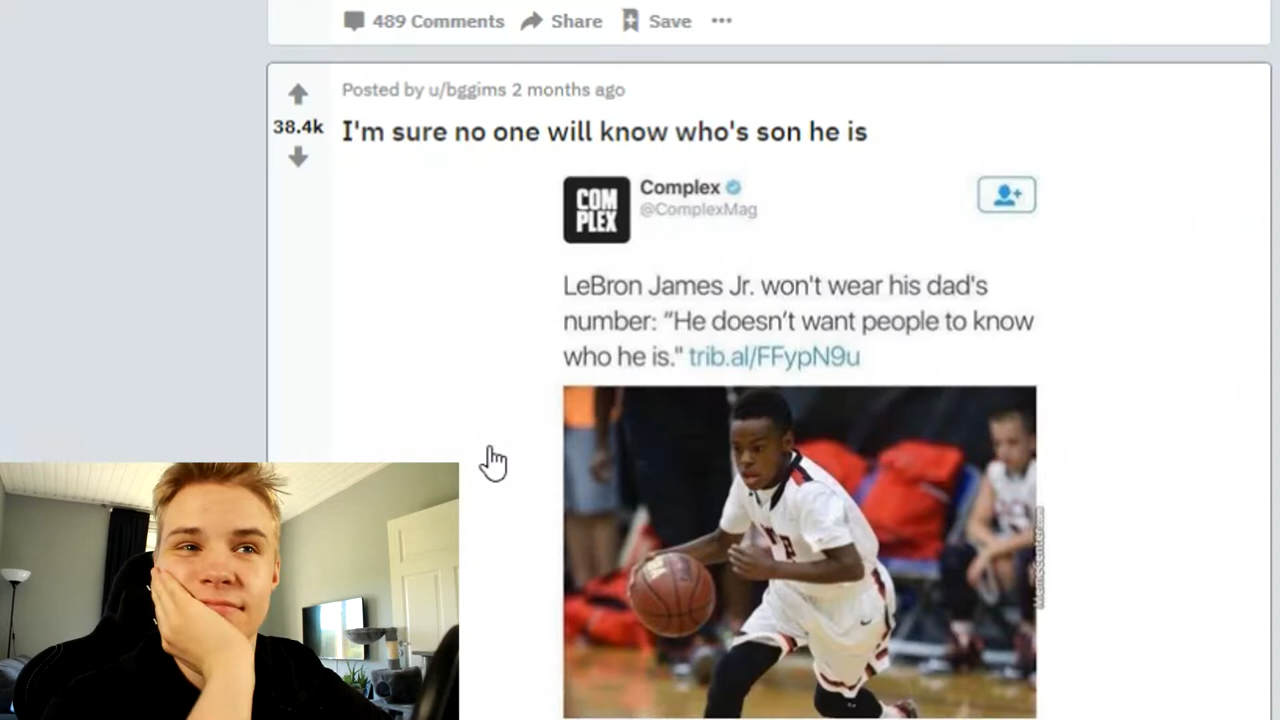 489 Comments Share Save
Posted by u/bggims 2 months ago
38.4k
I'm sure no one will know who's son he is
COM
PLEX
Complex
@ComplexMag
LeBron James Jr. won't wear his dad's
number: “He doesn’t want people to know
who he is." trib.al/FFypN9u
MemeCenter.com